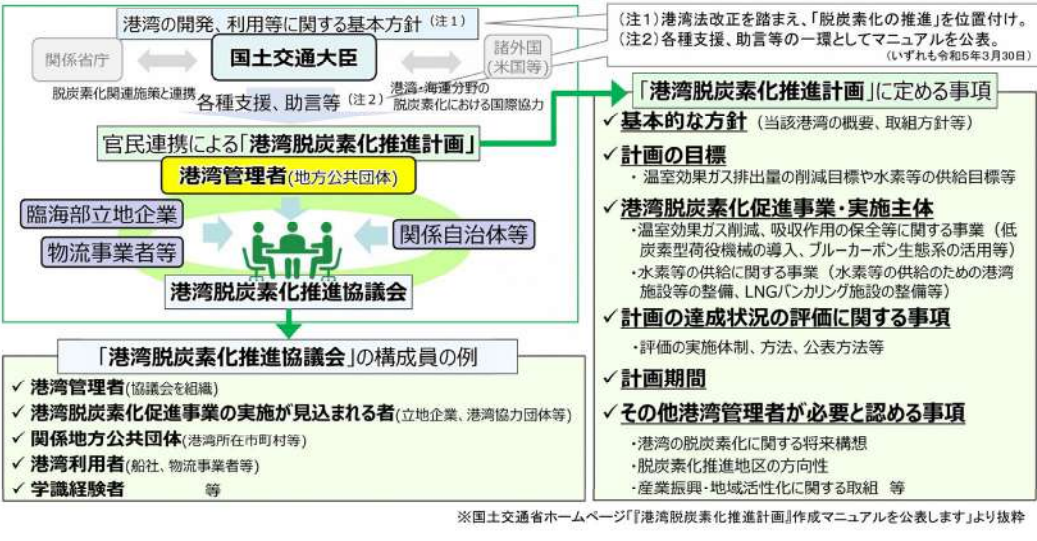 港湾の開発、利用等に関する基本方針 (注1)
関係省庁
国土交通大臣
諸外国
(米国等)
脱炭素化関連施策と連携
各種支援、助言等 (注2)
港湾・海運分野の
脱炭素化における国際協力
(注1)港湾法改正を踏まえ、「脱炭素化の推進」を位置付け。
(注2)各種支援、助言等の一環としてマニュアルを公表。
(いずれも令和5年3月30日)
官民連携による「港湾脱炭素化推進計画」
港湾管理者(地方公共団体)
臨海部立地企業
物流事業者等
関係自治体等
港湾脱炭素化推進協議会
「港湾脱炭素化推進協議会」の構成員の例
✓ 港湾管理者(協議会を組織)
✓ 港湾脱炭素化促進事業の実施が見込まれる者(立地企業、港湾協力団体等)
✓ 関係地方公共団体(港湾所在市町村等)
✓ 港湾利用者(船社、物流事業者等)
✓ 学識経験者 等
「港湾脱炭素化推進計画」に定める事項
✓ 基本的な方針 (当該港湾の概要、取組方針等)
✓ 計画の目標
・温室効果ガス排出量の削減目標や水素等の供給目標等
✓ 港湾脱炭素化促進事業・実施主体
・温室効果ガス削減、吸収作用の保全等に関する事業(低
炭素型荷役機械の導入、ブルーカーボン生態系の活用等)
・水素等の供給に関する事業(水素等の供給のための港湾
施設等の整備、LNGバンカリング施設の整備等)
✓ 計画の達成状況の評価に関する事項
・評価の実施体制、方法、公表方法等
✓ 計画期間
✓ その他港湾管理者が必要と認める事項
・港湾の脱炭素化に関する将来構想
・脱炭素化推進地区の方向性
・産業振興・地域活性化に関する取組 等
※国土交通省ホームページ「『港湾脱炭素化推進計画』作成マニュアルを公表します」より抜粋